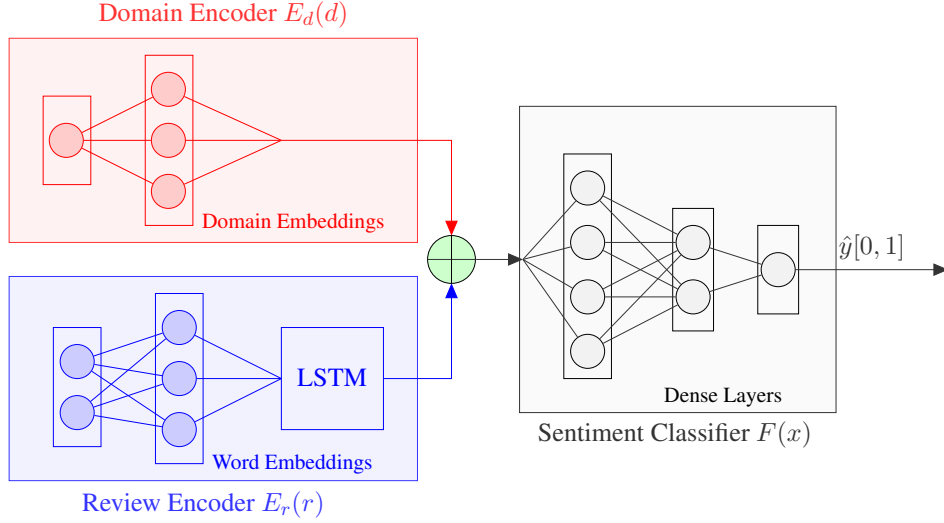 Domain Encoder $E_d(d)$
Domain Embeddings
LSTM
Word Embeddings
Review Encoder $E_r(r)$
$\hat{y}[0, 1]$
Dense Layers
Sentiment Classifier $F(x)$